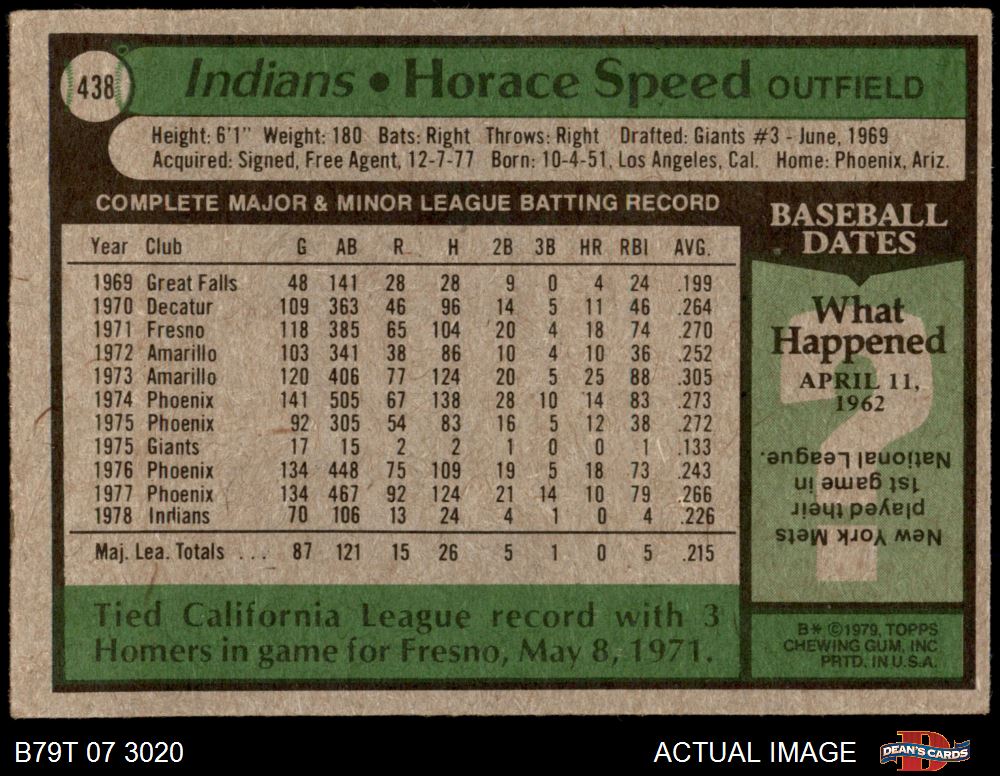 438
Indians • Horace Speed OUTFIELD
Height: 6'1" Weight: 180 Bats: Right Throws: Right Drafted: Giants #3 - June, 1969
Acquired: Signed, Free Agent, 12-7-77 Born: 10-4-51, Los Angeles, Cal. Home: Phoenix, Ariz.
COMPLETE MAJOR & MINOR LEAGUE BATTING RECORD
Year Club G AB R H 2B 3B HR RBI AVG.
1969 Great Falls 48 141 28 28 9 0 4 24 .199
1970 Decatur 109 363 46 96 14 5 11 46 .264
1971 Fresno 118 385 65 104 20 4 18 74 .270
1972 Amarillo 103 341 38 86 10 4 10 36 .252
1973 Amarillo 120 406 77 124 20 5 25 88 .305
1974 Phoenix 141 505 67 138 28 10 14 83 .273
1975 Phoenix 92 305 54 83 16 5 12 38 .272
1975 Giants 17 15 2 2 1 0 0 1 .133
1976 Phoenix 134 448 75 109 19 5 18 73 .243
1977 Phoenix 134 467 92 124 21 14 10 79 .266
1978 Indians 70 106 13 24 4 1 0 4 .226
Maj. Lea. Totals ... 87 121 15 26 5 1 0 5 .215
Tied California League record with 3
Homers in game for Fresno, May 8, 1971.
BASEBALL
DATES
What
Happened
APRIL 11,
1962
New York Mets
played their
1st game in
National League.
B* ©1979, TOPPS
CHEWING GUM, INC.
PRTD. IN U.S.A.
B79T 07 3020
ACTUAL IMAGE
D
DEAN'S CARDS